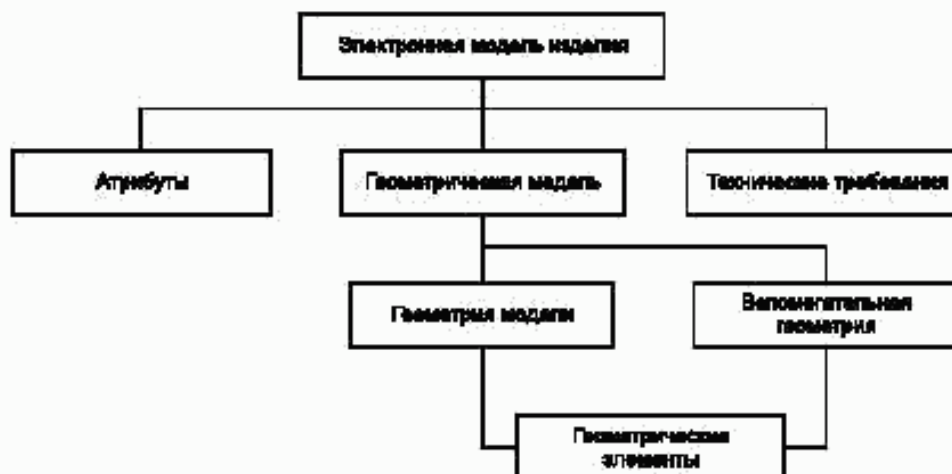 Электронная модель изделия
Атрибуты
Геометрическая модель
Технические требования
Геометрия модели
Вспомогательная
геометрия
Геометрические
элементы